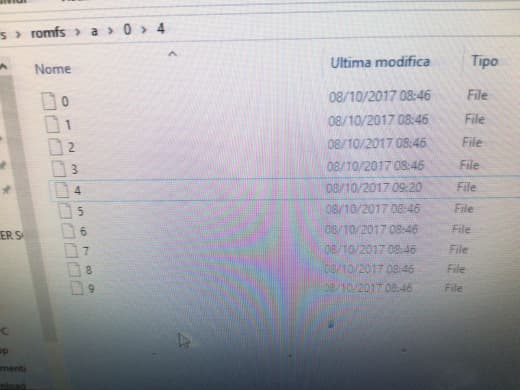 s > romfs > a > 0 > 4
Nome Ultima modifica Tipo
0 08/10/2017 08:46 File
1 08/10/2017 08:46 File
2 08/10/2017 08:46 File
3 08/10/2017 08:46 File
4 08/10/2017 09:20 File
5 08/10/2017 08:46 File
6 08/10/2017 08:46 File
7 08/10/2017 08:46 File
8 08/10/2017 08:46 File
9 08/10/2017 08:46 File